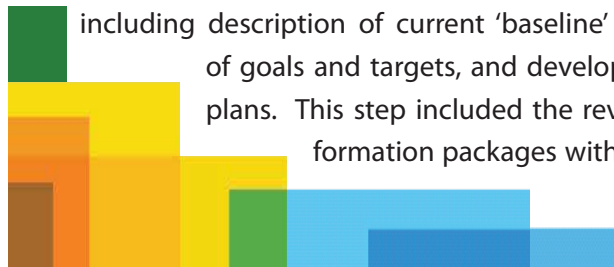 including description of current ‘baseline’
of goals and targets, and develop
plans. This step included the rev
formation packages with